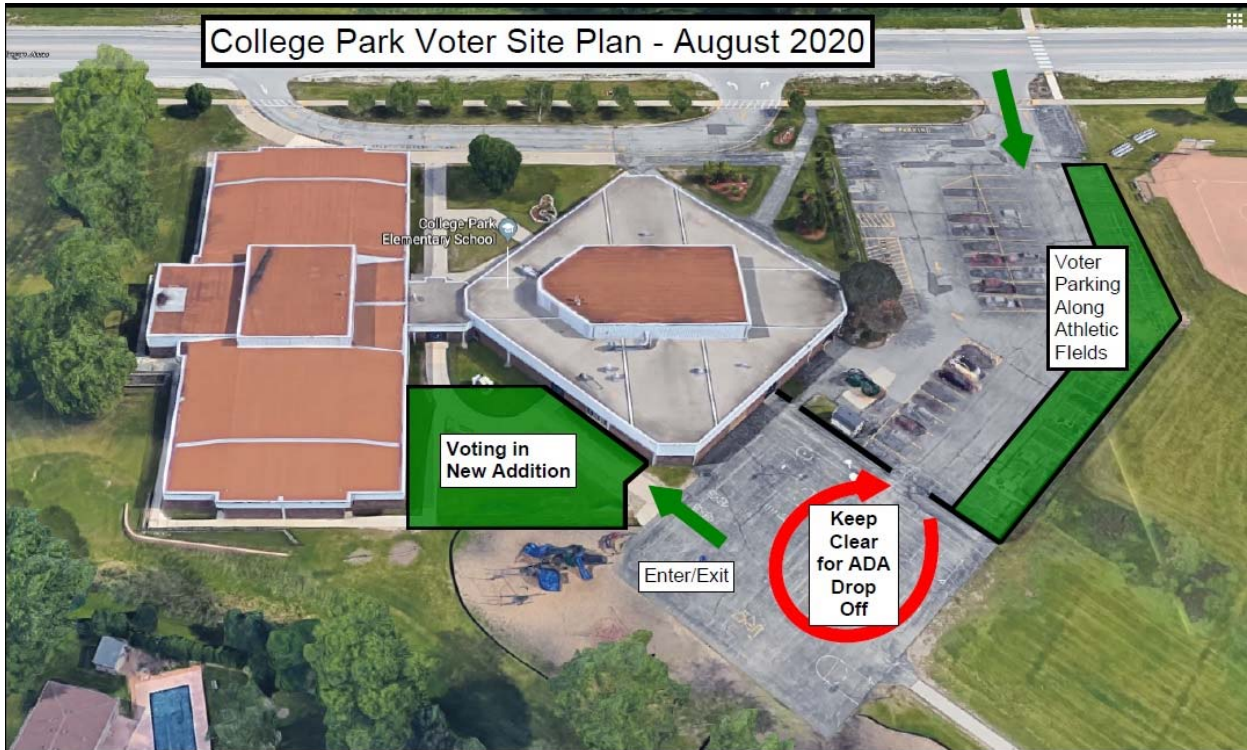 College Park Voter Site Plan - August 2020
College Park
Elementary School
Voter
Parking
Along
Athletic
FIelds
Voting in
New Addition
Enter/Exit
Keep
Clear
for ADA
Drop
Off